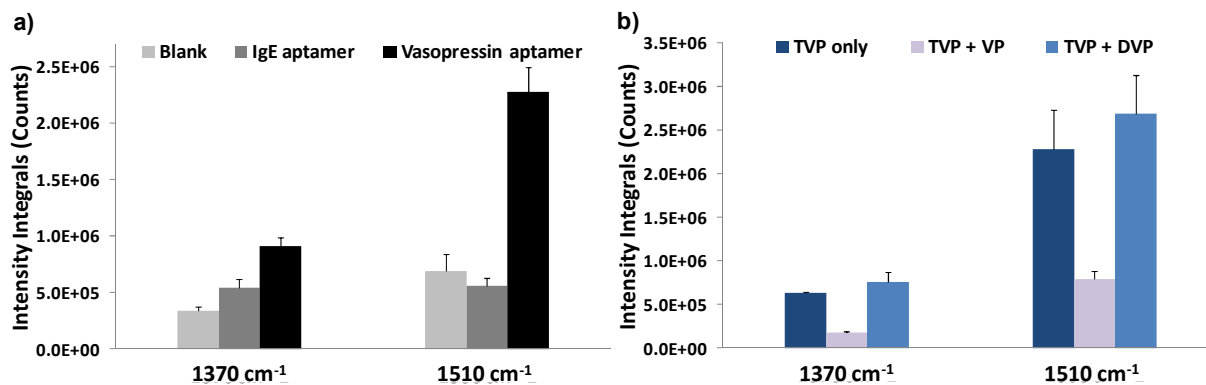 a)
Blank IgE aptamer Vasopressin aptamer
Intensity Integrals (Counts)
2.5E+06
2.0E+06
1.5E+06
1.0E+06
5.0E+05
0.0E+00
1370 cm⁻¹ 1510 cm⁻¹
b)
TVP only TVP + VP TVP + DVP
Intensity Integrals (Counts)
3.5E+06
3.0E+06
2.5E+06
2.0E+06
1.5E+06
1.0E+06
5.0E+05
0.0E+00
1370 cm⁻¹ 1510 cm⁻¹